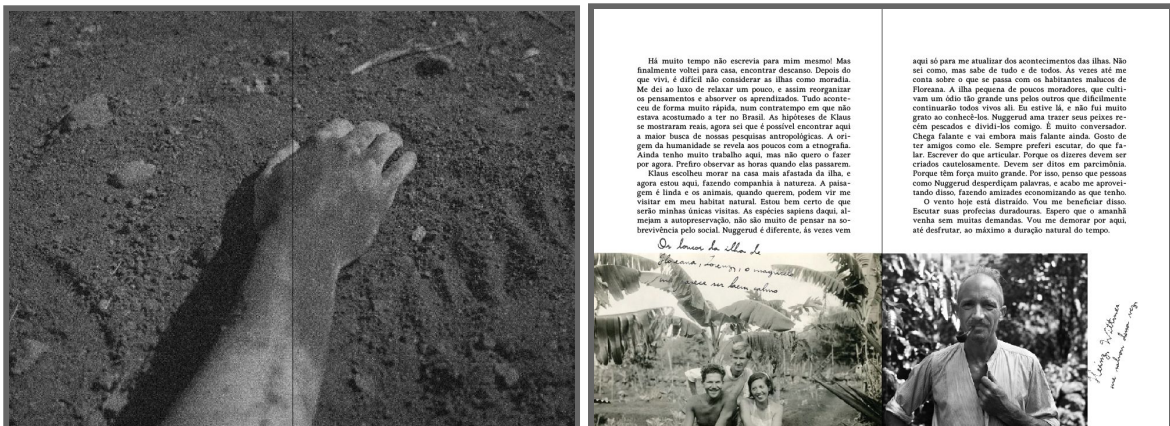 Há muito tempo não escrevia para mim mesmo! Mas
finalmente voltei para casa, encontrar descanso. Depois do
que vivi, é difícil não considerar as ilhas como moradia.
Me dei ao luxo de relaxar um pouco, e assim reorganizar
os pensamentos e absorver os aprendizados. Tudo aconte-
ceu de forma muito rápida, num contratempo em que não
estava acostumado a ter no Brasil. As hipóteses de Klaus
se mostraram reais, agora sei que é possível encontrar aqui
a maior busca de nossas pesquisas antropológicas. A ori-
gem da humanidade se revela aos poucos com a etnografia.
Ainda tenho muito trabalho aqui, mas não quero o fazer
por agora. Prefiro observar as horas quando elas passarem.
Klaus escolheu morar na casa mais afastada da ilha, e
agora estou aqui, fazendo companhia à natureza. A paisa-
gem é linda e os animais, quando querem, podem vir me
visitar em meu habitat natural. Estou bem certo de que
serão minhas únicas visitas. As espécies sapiens daqui, al-
mejam a autopreservação, não são muito de pensar na so-
brevivência pelo social. Nuggerud é diferente, ás vezes vem
aqui só para me atualizar dos acontecimentos das ilhas. Não
sei como, mas sabe de tudo e de todos. Às vezes até me
conta sobre o que se passa com os habitantes malucos de
Floreana. A ilha pequena de poucos moradores, que culti-
vam um ódio tão grande uns pelos outros que dificilmente
continuarão todos vivos ali. Eu estive lá, e não fui muito
grato ao conhecê-los. Nuggerud ama trazer seus peixes re-
cém pescados e dividi-los comigo. É muito conversador.
Chega falante e vai embora mais falante ainda. Gosto de
ter amigos como ele. Sempre preferi escutar, do que fa-
lar. Escrever do que articular. Porque os dizeres devem ser
criados cautelosamente. Devem ser ditos em parcimônia.
Porque têm força muito grande. Por isso, penso que pessoas
como Nuggerud desperdiçam palavras, e acabo me aprovei-
tando disso, fazendo amizades economizando as que tenho.
O vento hoje está distraído. Vou me beneficiar disso.
Escutar suas profecias duradouras. Espero que o amanhã
venha sem muitas demandas. Vou me demorar por aqui,
até desfrutar, ao máximo a duração natural do tempo.
Os loucos da ilha de
Floreana, o magricelo
parece ser bem calmo
Heinz Wittmer
me salvou duas vezes